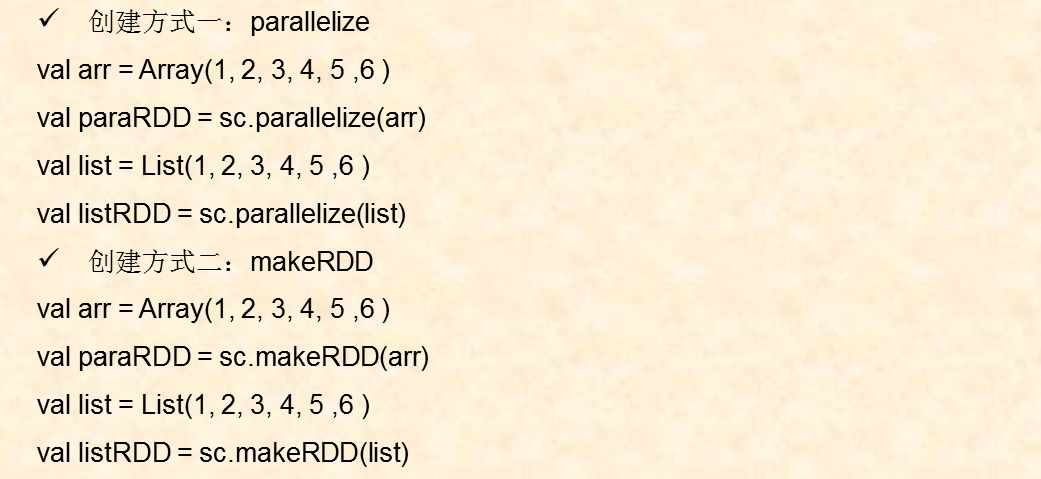 ✓ 创建方式一：parallelize
val arr = Array(1, 2, 3, 4, 5 ,6 )
val paraRDD = sc.parallelize(arr)
val list = List(1, 2, 3, 4, 5 ,6 )
val listRDD = sc.parallelize(list)
✓ 创建方式二：makeRDD
val arr = Array(1, 2, 3, 4, 5 ,6 )
val paraRDD = sc.makeRDD(arr)
val list = List(1, 2, 3, 4, 5 ,6 )
val listRDD = sc.makeRDD(list)